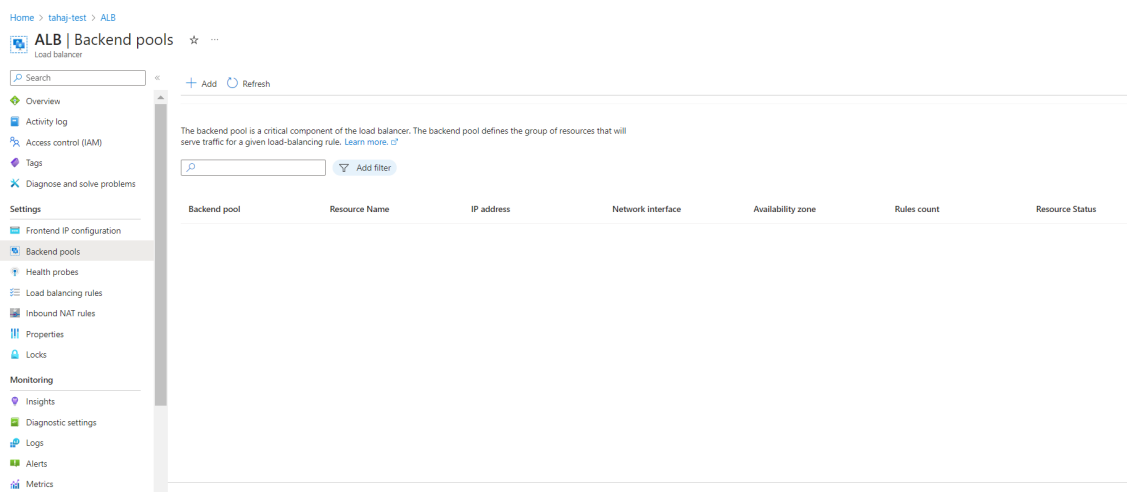 Home > tahaj-test > ALB
ALB | Backend pools ☆ ···
Load balancer
Search «
Overview
Activity log
Access control (IAM)
Tags
Diagnose and solve problems
Settings
Frontend IP configuration
Backend pools
Health probes
Load balancing rules
Inbound NAT rules
Properties
Locks
Monitoring
Insights
Diagnostic settings
Logs
Alerts
Metrics
+ Add Refresh
The backend pool is a critical component of the load balancer. The backend pool defines the group of resources that will
serve traffic for a given load-balancing rule. Learn more.
Add filter
Backend pool Resource Name IP address Network interface Availability zone Rules count Resource Status